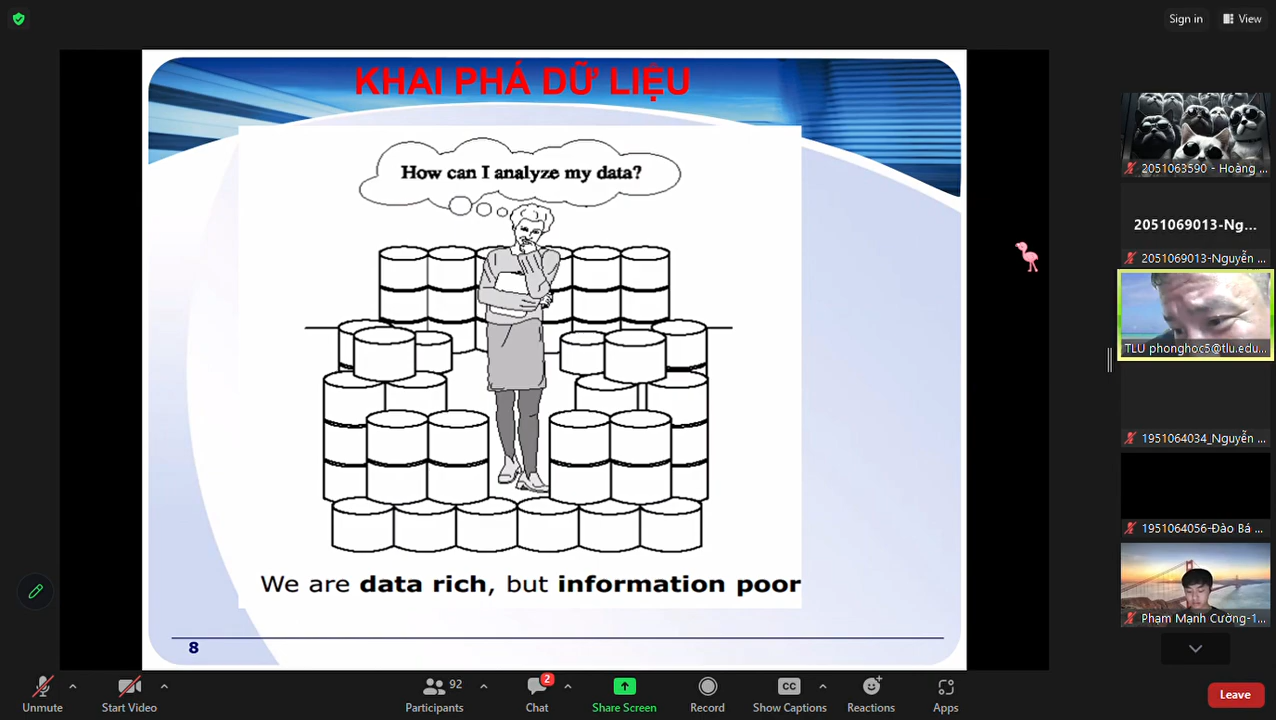 Sign in
View
KHAI PHÁ DỮ LIỆU
How can I analyze my data?
We are data rich, but information poor
8
2051063590 - Hoàng ...
2051069013-Ng...
2051069013-Nguyễn ...
TLU phonghoc5@tlu.edu...
1951064034_Nguyễn ...
1951064056-Đào Bá ...
Phạm Mạnh Cường-1...
Unmute
Start Video
92
Participants
2
Chat
Share Screen
Record
CC
Show Captions
Reactions
Apps
Leave